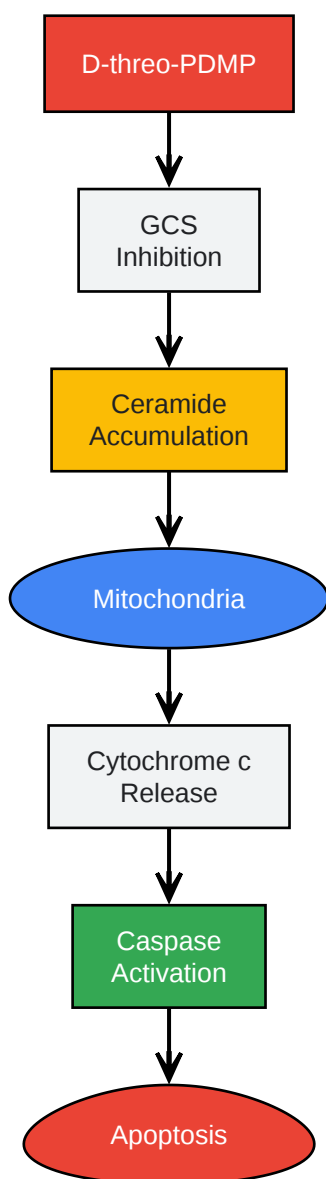 D-threo-PDMP
GCS
Inhibition
Ceramide
Accumulation
Mitochondria
Cytochrome c
Release
Caspase
Activation
Apoptosis